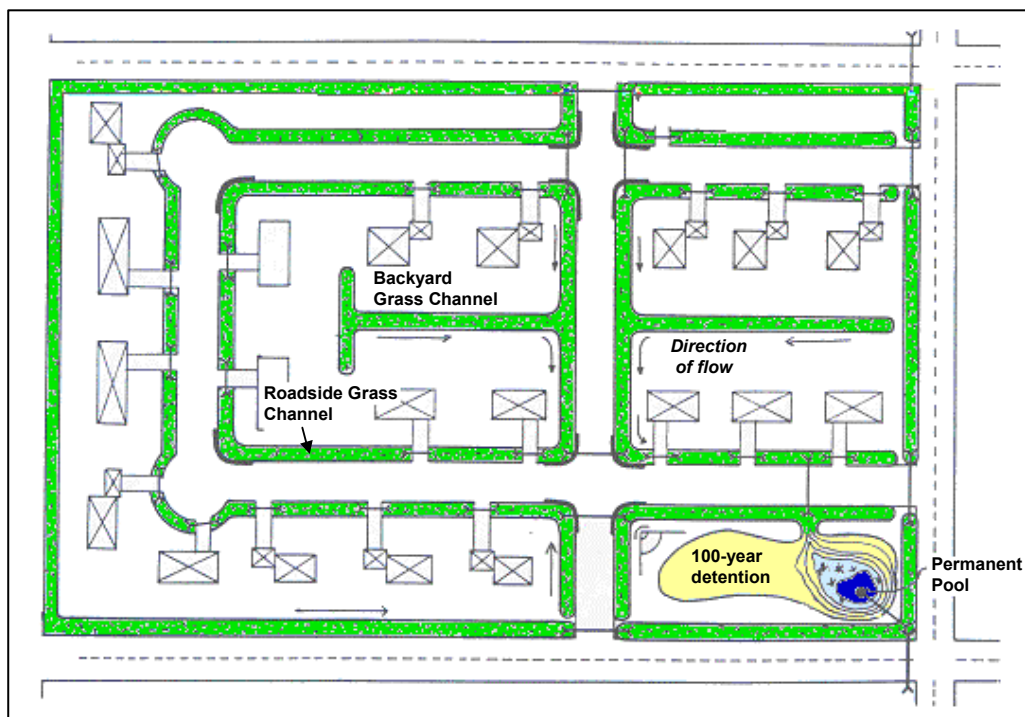 Backyard
Grass Channel
Direction
of flow
Roadside Grass
Channel
100-year
detention
Permanent
Pool